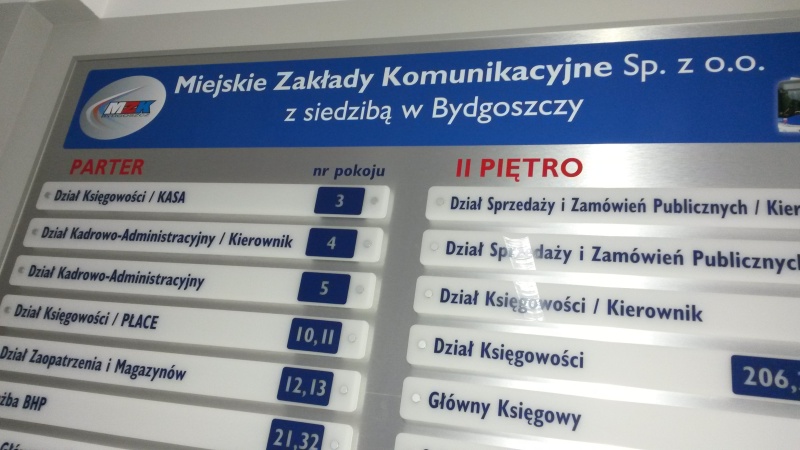 MZK
Miejskie Zakłady Komunikacyjne Sp. z o.o.
z siedzibą w Bydgoszczy
PARTER nr pokoju
Dział Księgowości / KASA 3
Dział Kadrowo-Administracyjny / Kierownik 4
Dział Kadrowo-Administracyjny 5
Dział Księgowości / PŁACE 10,11
Dział Zaopatrzenia i Magazynów 12,13
BHP 21,32
II PIĘTRO
Dział Sprzedaży i Zamówień Publicznych /
Dział Sprzedaży i Zamówień Publicznych
Dział Księgowości / Kierownik
Dział Księgowości 206,
Główny Księgowy